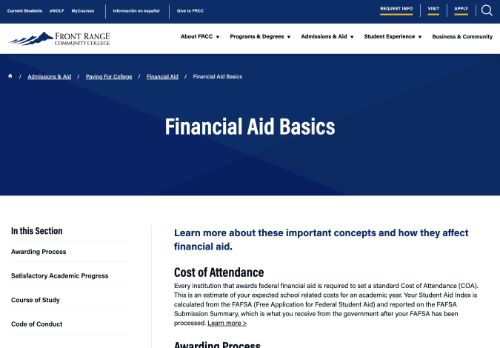 Current Students eWOLF MyCourses Información en español Give to FRCC REQUEST INFO VISIT APPLY
FRONT RANGE
COMMUNITY COLLEGE
About FRCC Programs & Degrees Admissions & Aid Student Experience Business & Community
/ Admissions & Aid / Paying For College / Financial Aid / Financial Aid Basics
Financial Aid Basics
In this Section
Awarding Process
Satisfactory Academic Progress
Course of Study
Code of Conduct
Learn more about these important concepts and how they affect
financial aid.
Cost of Attendance
Every institution that awards federal financial aid is required to set a standard Cost of Attendance (COA).
This is an estimate of your expected school related costs for an academic year. Your Student Aid Index is
calculated from the FAFSA (Free Application for Federal Student Aid) and reported on the FAFSA
Submission Summary, which is what you receive from the government after your FAFSA has been
processed. Learn more >
Awarding Process